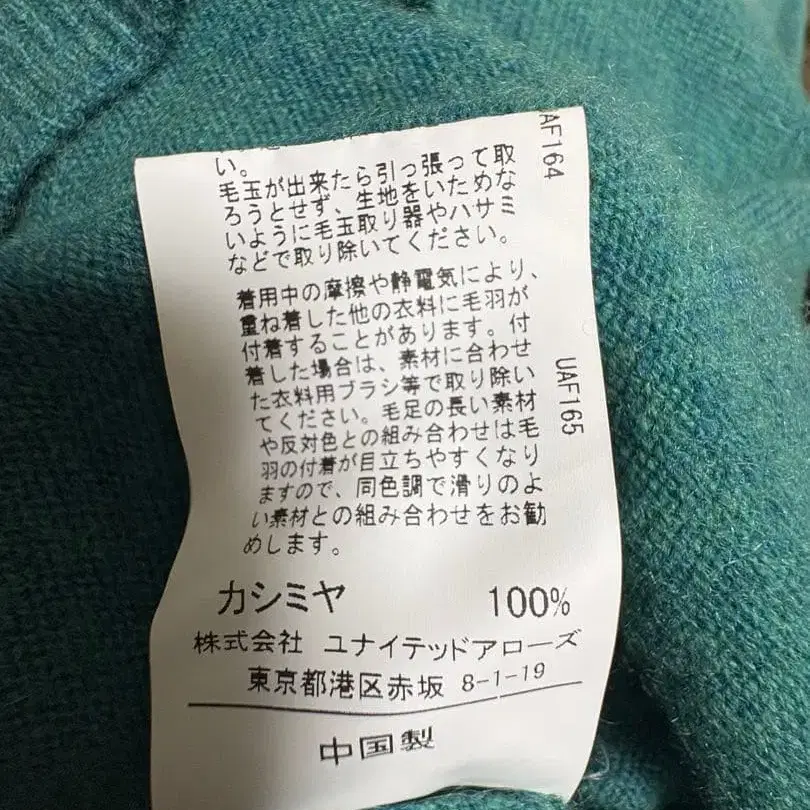 い。
毛玉が出来たら引っ張って取
ろうとせず、生地をいためな
いように毛玉取り器やハサミ
などで取り除いてください。
着用中の摩擦や静電気により、
重ね着した他の衣料に毛羽が
付着することがあります。付
着した場合は、素材に合わせ
た衣料用ブラシ等で取り除い
てください。毛足の長い素材
や反対色との組み合わせは毛
羽の付着が目立ちやすくなり
ますので、同色調で滑りのよ
い素材との組み合わせをお勧
めします。
カシミヤ 100%
株式会社 ユナイテッドアローズ
東京都港区赤坂 8-1-19
中国製
AF164
UAF165